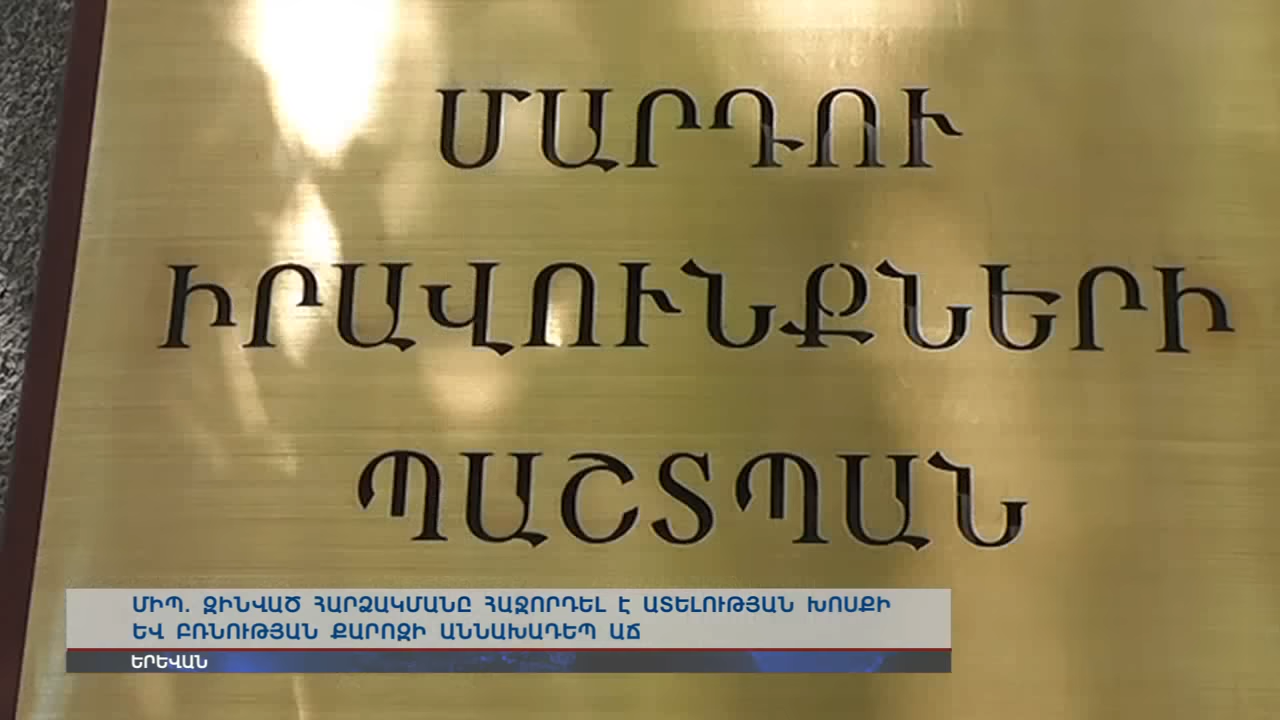 ՄԱՐԴՈՒ
ԻՐԱՎՈՒՆՔՆԵՐԻ
ՊԱՇՏՊԱՆ
ՄԻՊ. ԶԻՆՎԱԾ ՀԱՐՁԱԿՄԱՆԸ ՀԱՋՈՐԴԵԼ Է ԱՏԵԼՈՒԹՅԱՆ ԽՈՍՔԻ
ԵՎ ԲՌՆՈՒԹՅԱՆ ՔԱՐՈԶԻ ԱՆՆԱԽԱԴԵՊ ԱՃ
ԵՐԵՎԱՆ